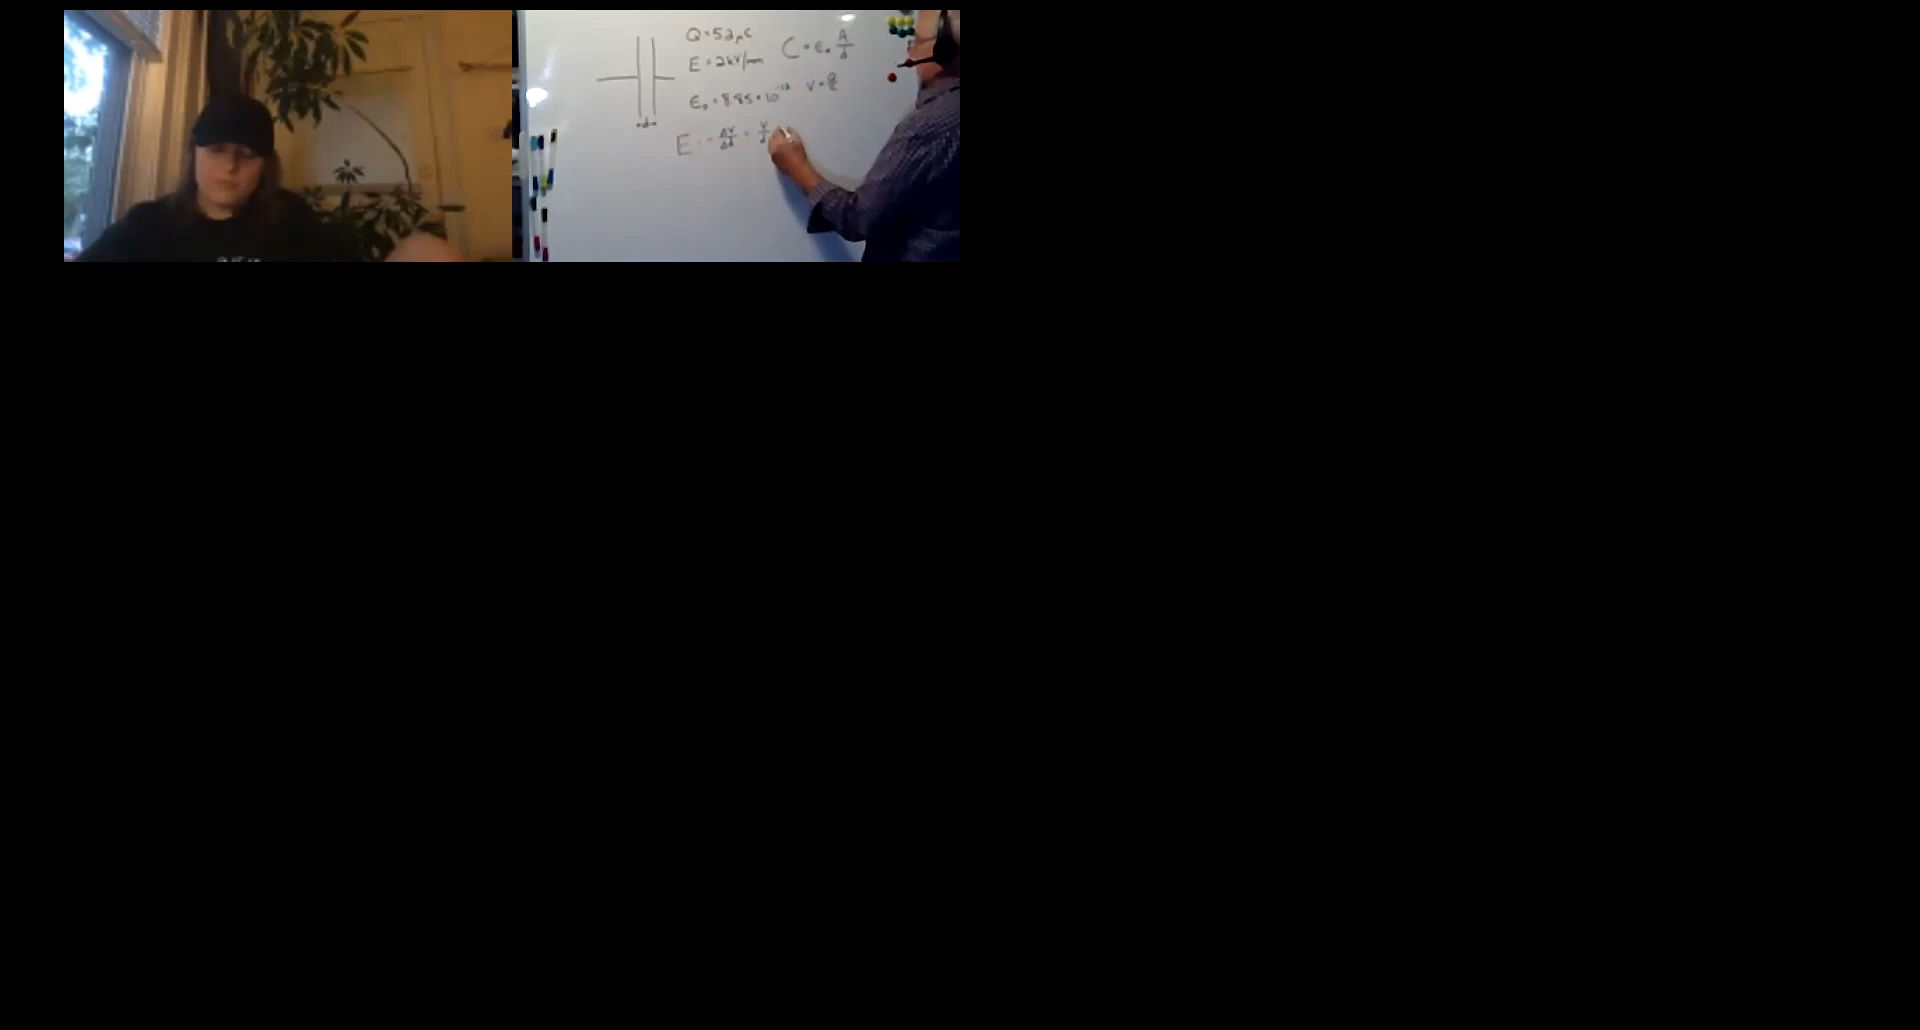 Q = 52 μC
E = 2kV/mm
C = ε₀ A/d
ε₀ = 8.85 × 10⁻¹² V = Q/C
E = - ΔV/Δd = V/d
d